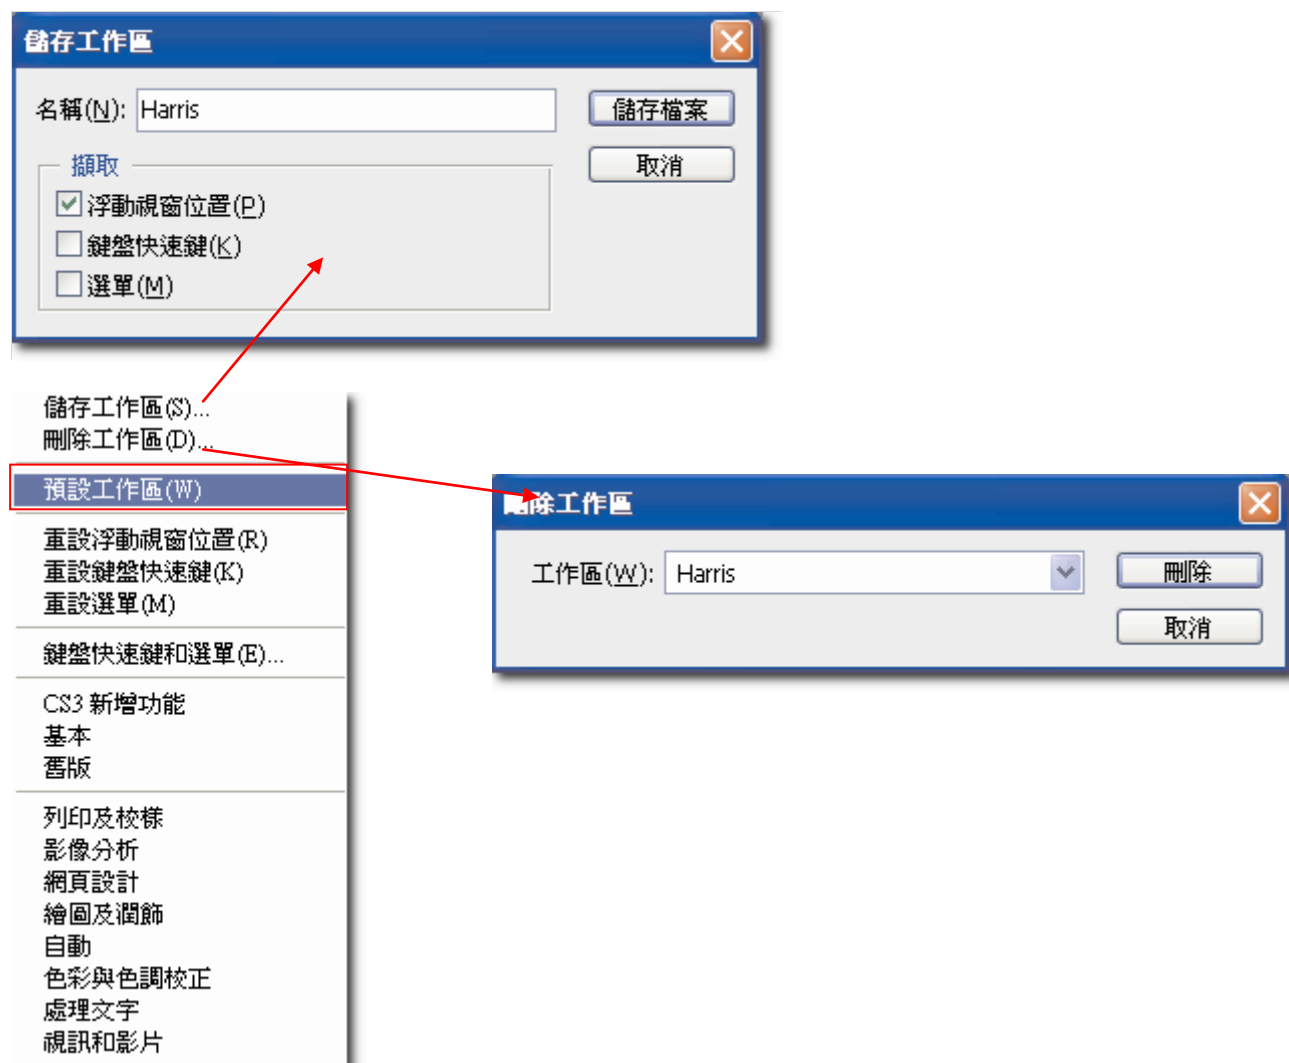 儲存工作區
名稱(N): Harris
儲存檔案
取消
擷取
浮動視窗位置(P)
鍵盤快速鍵(K)
選單(M)
儲存工作區(S)...
刪除工作區(D)...
預設工作區(W)
重設浮動視窗位置(R)
重設鍵盤快速鍵(K)
重設選單(M)
鍵盤快速鍵和選單(E)...
CS3 新增功能
基本
舊版
列印及校樣
影像分析
網頁設計
繪圖及潤飾
自動
色彩與色調校正
處理文字
視訊和影片
刪除工作區
工作區(W): Harris
刪除
取消